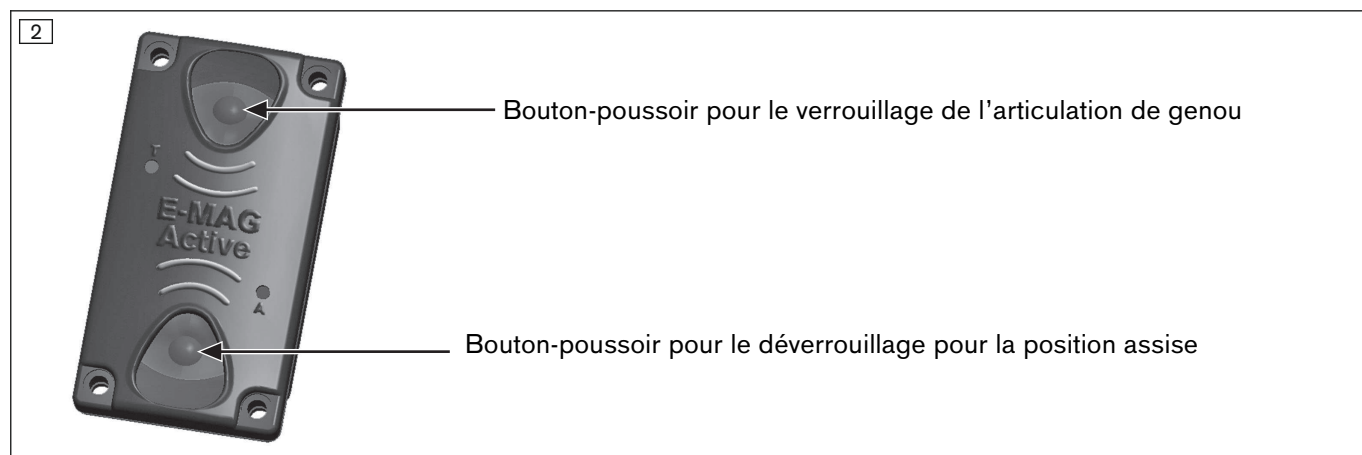 2
Bouton-poussoir pour le verrouillage de l’articulation de genou
T
E-MAG
Active
A
Bouton-poussoir pour le déverrouillage pour la position assise